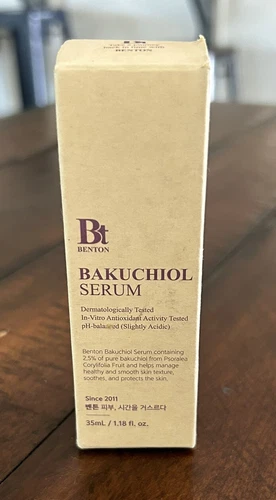 BENTON
Bt
BENTON
BAKUCHIOL
SERUM
Dermatologically Tested
In-Vitro Antioxidant Activity Tested
pH-balanced (Slightly Acidic)
Benton Bakuchiol Serum containing
2.5% of pure bakuchiol from Psoralea
Corylifolia Fruit and helps manage
healthy and smooth skin texture,
soothes, and protects the skin.
Since 2011
벤튼 피부, 시간을 거스르다
35mL / 1.18 fl. oz.